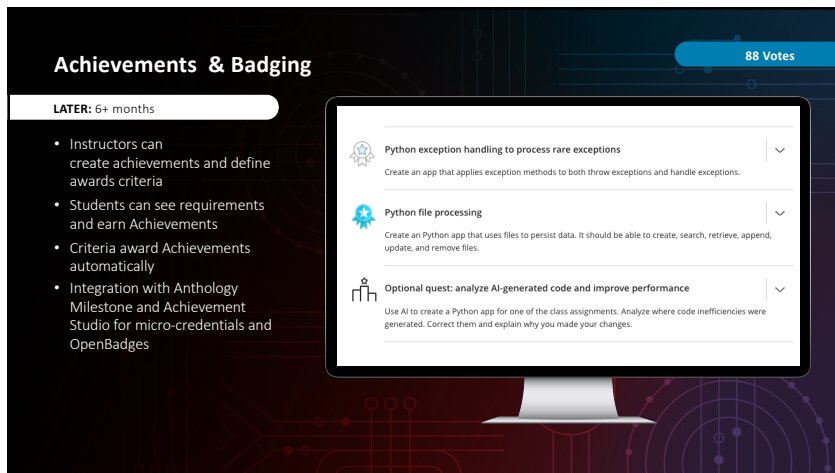 Achievements & Badging
88 Votes
LATER: 6+ months
• Instructors can
create achievements and define
awards criteria
• Students can see requirements
and earn Achievements
• Criteria award Achievements
automatically
• Integration with Anthology
Milestone and Achievement
Studio for micro-credentials and
OpenBadges
Python exception handling to process rare exceptions
Create an app that applies exception methods to both throw exceptions and handle exceptions.
Python file processing
Create an Python app that uses files to persist data. It should be able to create, search, retrieve, append,
update, and remove files.
Optional quest: analyze AI-generated code and improve performance
Use AI to create a Python app for one of the class assignments. Analyze where code inefficiencies were
generated. Correct them and explain why you made your changes.